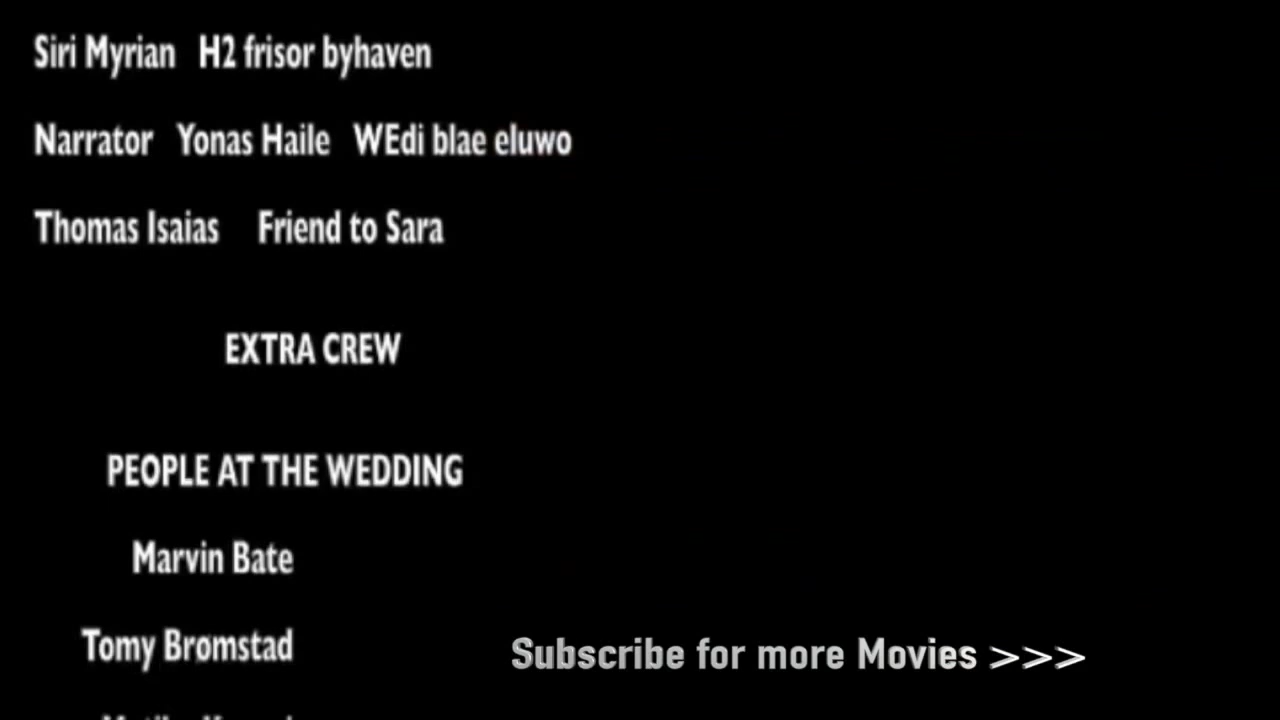 Siri Myrian H2 frisor byhaven
Narrator Yonas Haile WEdi blae eluwo
Thomas Isaias Friend to Sara
EXTRA CREW
PEOPLE AT THE WEDDING
Marvin Bate
Tomy Brømstad
Subscribe for more Movies >>>